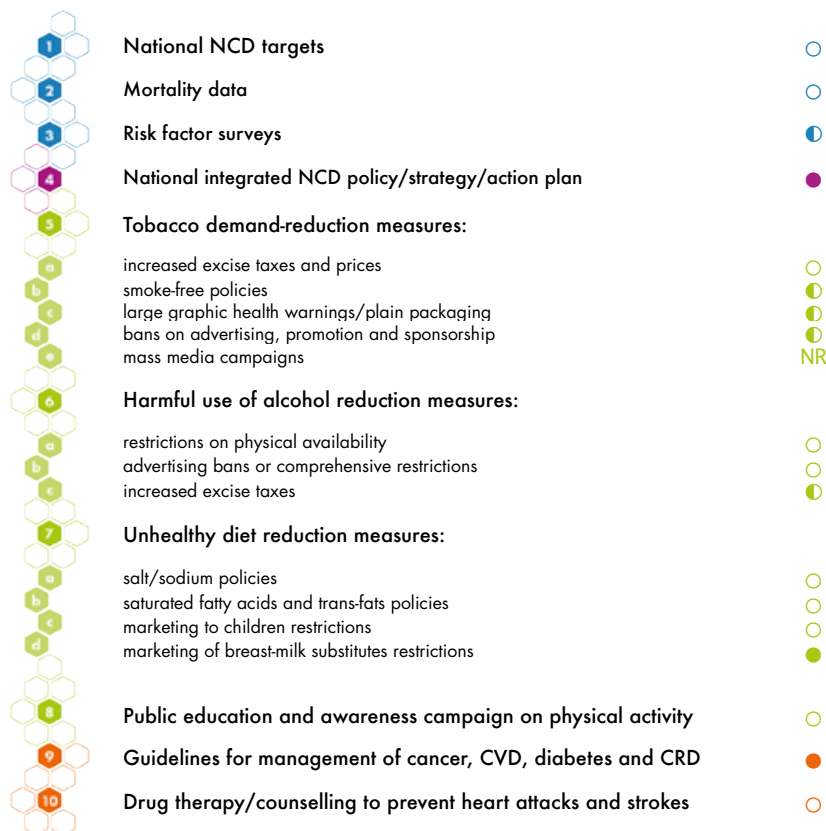 1 National NCD targets
2 Mortality data
3 Risk factor surveys
4 National integrated NCD policy/strategy/action plan
5 Tobacco demand-reduction measures:
a increased excise taxes and prices
b smoke-free policies
c large graphic health warnings/plain packaging
d bans on advertising, promotion and sponsorship
e mass media campaigns NR
6 Harmful use of alcohol reduction measures:
a restrictions on physical availability
b advertising bans or comprehensive restrictions
c increased excise taxes
7 Unhealthy diet reduction measures:
a salt/sodium policies
b saturated fatty acids and trans-fats policies
c marketing to children restrictions
d marketing of breast-milk substitutes restrictions
8 Public education and awareness campaign on physical activity
9 Guidelines for management of cancer, CVD, diabetes and CRD
10 Drug therapy/counselling to prevent heart attacks and strokes